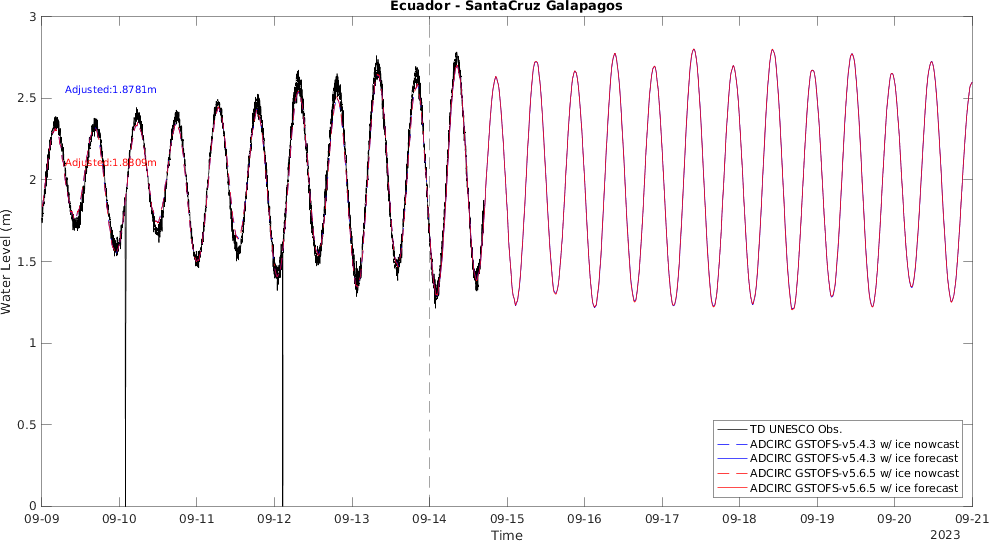 Ecuador - SantaCruz Galapagos
Water Level (m)
3
2.5
2
1.5
1
0.5
0
Adjusted:1.8781m
Adjusted:1.8309m
TD UNESCO Obs.
ADCIRC GSTOFS-v5.4.3 w/ ice nowcast
ADCIRC GSTOFS-v5.4.3 w/ ice forecast
ADCIRC GSTOFS-v5.6.5 w/ ice nowcast
ADCIRC GSTOFS-v5.6.5 w/ ice forecast
09-09 09-10 09-11 09-12 09-13 09-14 09-15 09-16 09-17 09-18 09-19 09-20 09-21
Time
2023